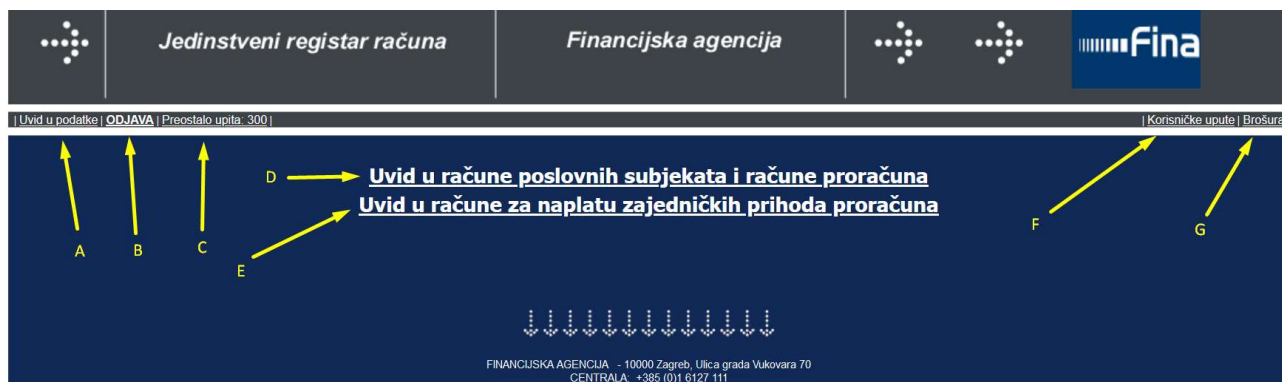 Jedinstveni registar računa
Financijska agencija
Fina
| Uvid u podatke | ODJAVA | Preostalo upita: 300 |
| Korisničke upute | Brošura
D
Uvid u račune poslovnih subjekata i račune proračuna
Uvid u račune za naplatu zajedničkih prihoda proračuna
A
B
C
E
F
G
FINANCIJSKA AGENCIJA - 10000 Zagreb, Ulica grada Vukovara 70
CENTRALA: +385 (0)1 6127 111